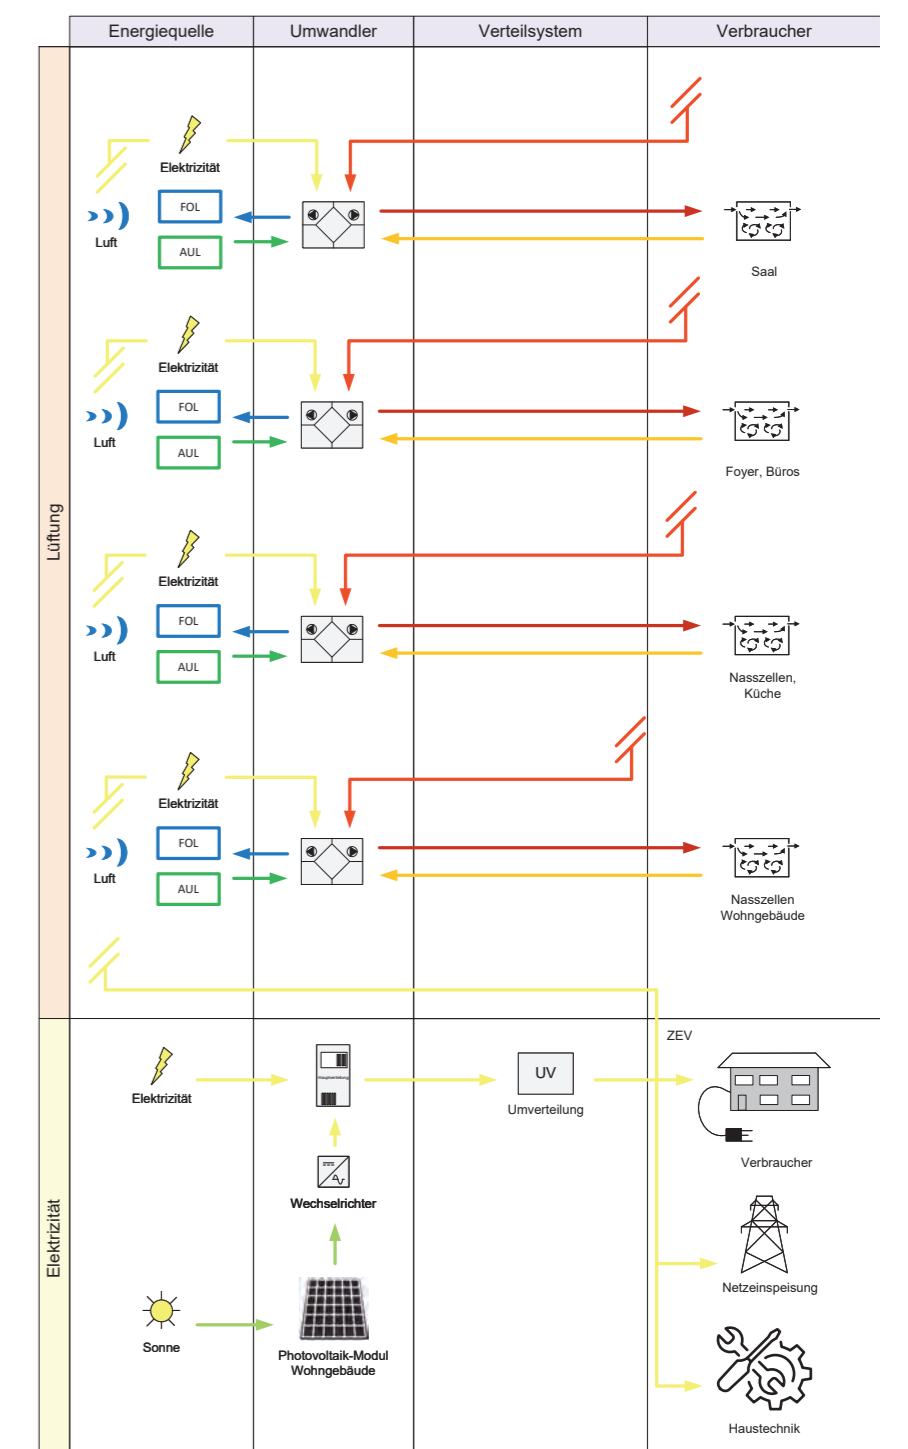 Energiequelle
Umwandler
Verteilsystem
Verbraucher
Lüftung
Elektrizität
FOL
Luft
AUL
Saal
Elektrizität
FOL
Luft
AUL
Foyer, Büros
Elektrizität
FOL
Luft
AUL
Nasszellen,
Küche
Elektrizität
FOL
Luft
AUL
Nasszellen
Wohngebäude
Elektrizität
ZEV
Elektrizität
Hauptverteilung
UV
Umverteilung
Verbraucher
Wechselrichter
Netzeinspeisung
Sonne
Photovoltaik-Modul
Wohngebäude
Haustechnik